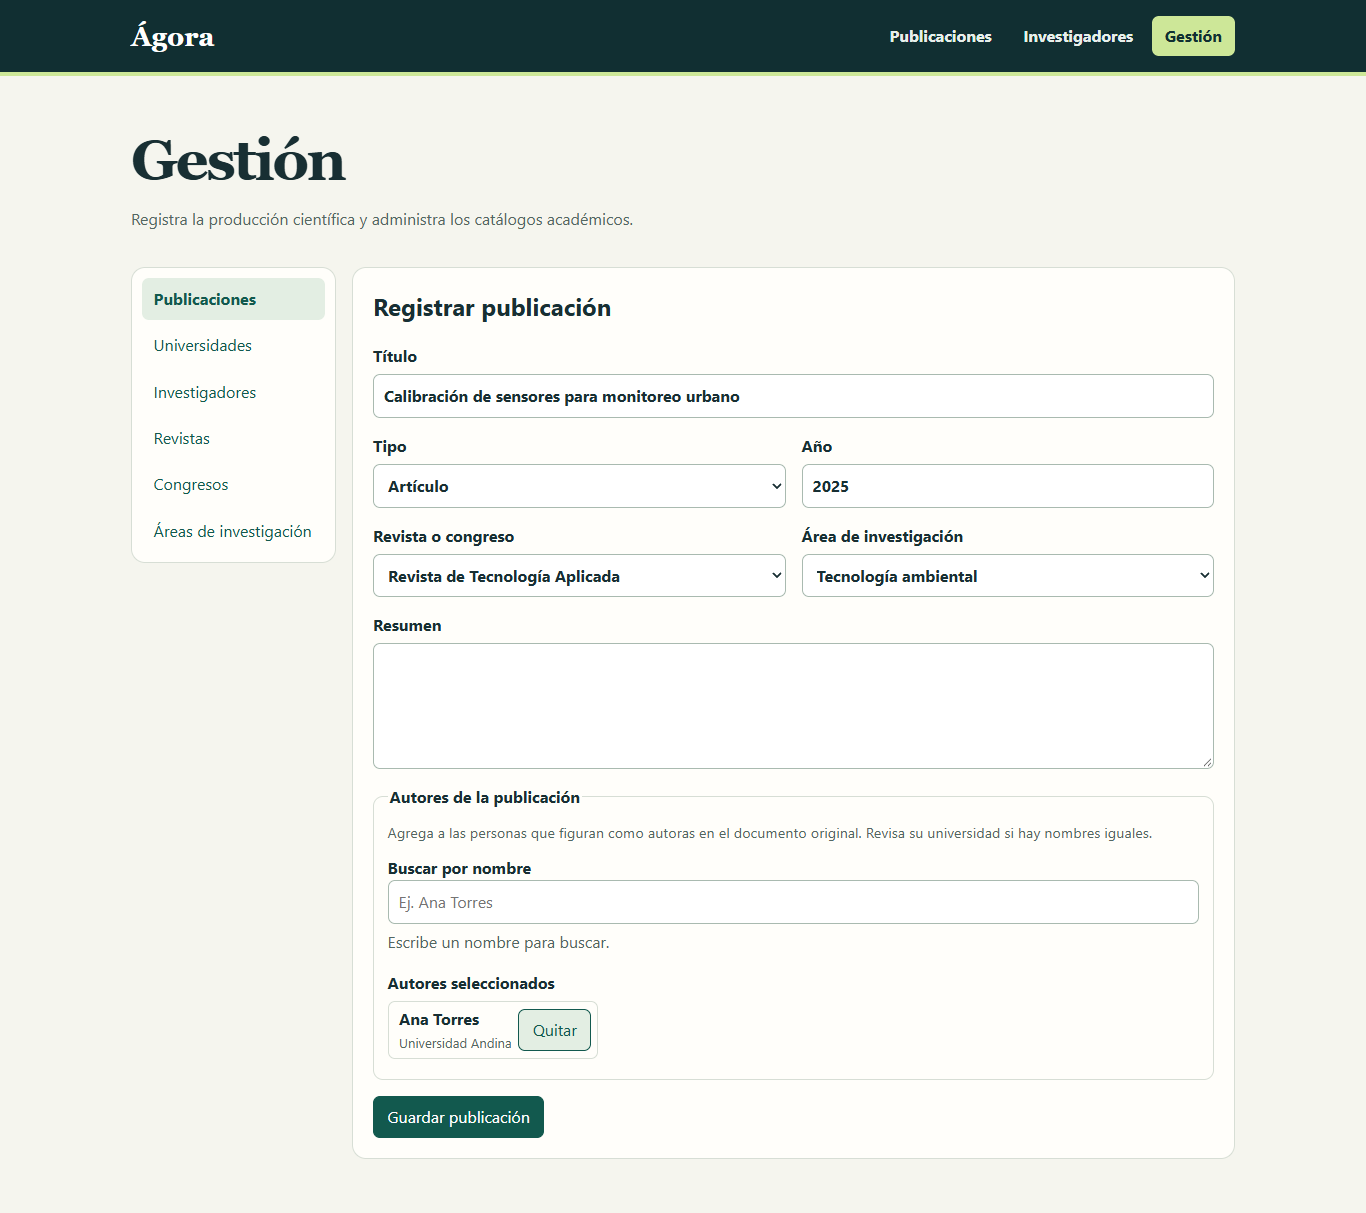 Ágora
Publicaciones
Investigadores
Gestión
Gestión
Registra la producción científica y administra los catálogos académicos.
Publicaciones
Universidades
Investigadores
Revistas
Congresos
Áreas de investigación
Registrar publicación
Título
Calibración de sensores para monitoreo urbano
Tipo
Año
Artículo
2025
Revista o congreso
Área de investigación
Revista de Tecnología Aplicada
Tecnología ambiental
Resumen
Autores de la publicación
Agrega a las personas que figuran como autoras en el documento original. Revisa su universidad si hay nombres iguales.
Buscar por nombre
Ej. Ana Torres
Escribe un nombre para buscar.
Autores seleccionados
Ana Torres
Universidad Andina
Quitar
Guardar publicación